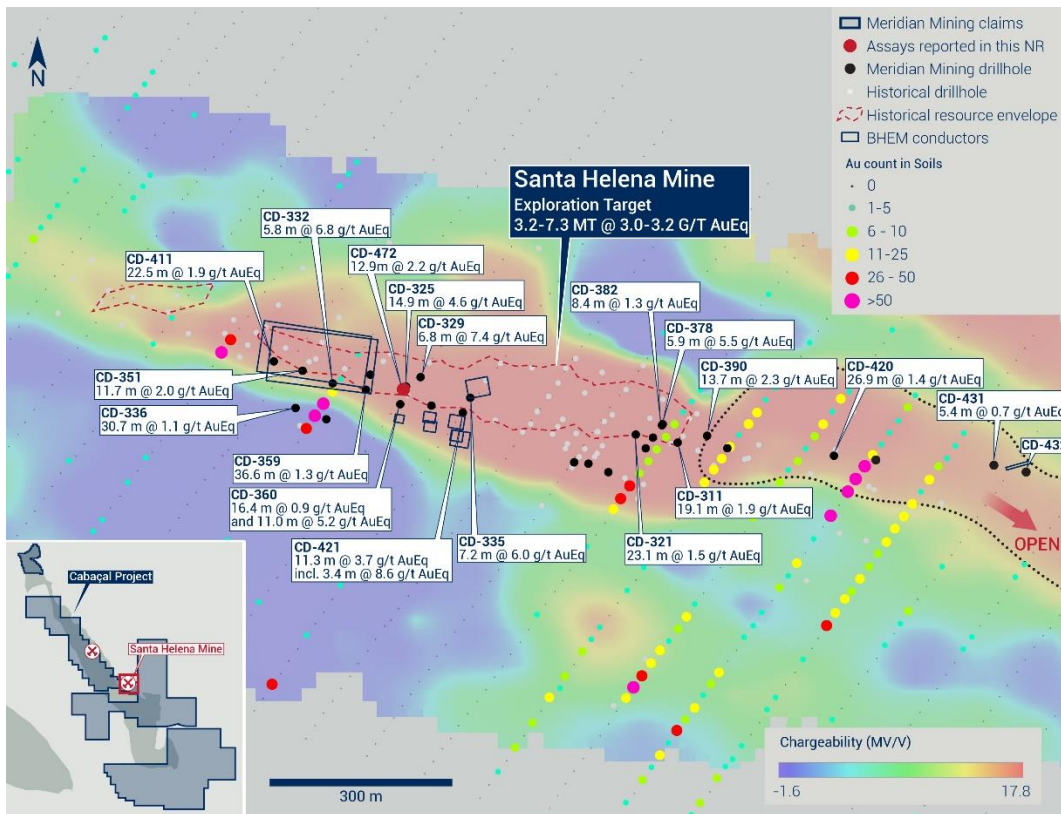 Meridian Mining claims
Assays reported in this NR
Meridian Mining drillhole
Historical drillhole
Historical resource envelope
BHEM conductors
Au count in Soils
0
1-5
6 - 10
11-25
26 - 50
>50
N
Santa Helena Mine
Exploration Target
3.2-7.3 MT @ 3.0-3.2 G/T AuEq
CD-332
5.8 m @ 6.8 g/t AuEq
CD-472
12.9m @ 2.2 g/t AuEq
CD-411
22.5 m @ 1.9 g/t AuEq
CD-325
14.9 m @ 4.6 g/t AuEq
CD-329
6.8 m @ 7.4 g/t AuEq
CD-382
8.4 m @ 1.3 g/t AuEq
CD-378
5.9 m @ 5.5 g/t AuEq
CD-390
13.7 m @ 2.3 g/t AuEq
CD-420
26.9 m @ 1.4 g/t AuEq
CD-431
5.4 m @ 0.7 g/t AuEq
CD-351
11.7 m @ 2.0 g/t AuEq
CD-336
30.7 m @ 1.1 g/t AuEq
CD-359
36.6 m @ 1.3 g/t AuEq
CD-360
16.4 m @ 0.9 g/t AuEq
and 11.0 m @ 5.2 g/t AuEq
CD-421
11.3 m @ 3.7 g/t AuEq
incl. 3.4 m @ 8.6 g/t AuEq
CD-335
7.2 m @ 6.0 g/t AuEq
CD-321
23.1 m @ 1.5 g/t AuEq
CD-311
19.1 m @ 1.9 g/t AuEq
OPEN
Cabaçal Project
Santa Helena Mine
300 m
Chargeability (MV/V)
-1.6
17.8